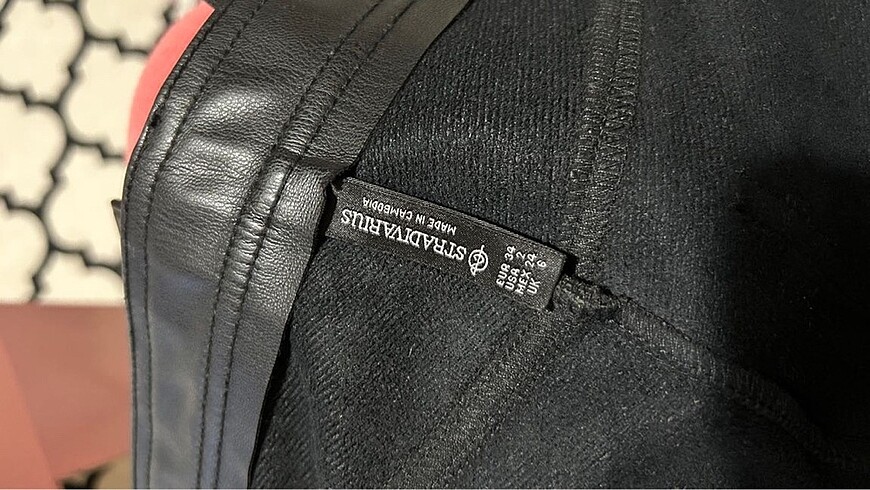 STRADIVARIUS
MADE IN CAMBODIA
EUR 34
USA 2
MEX 24
UK 6